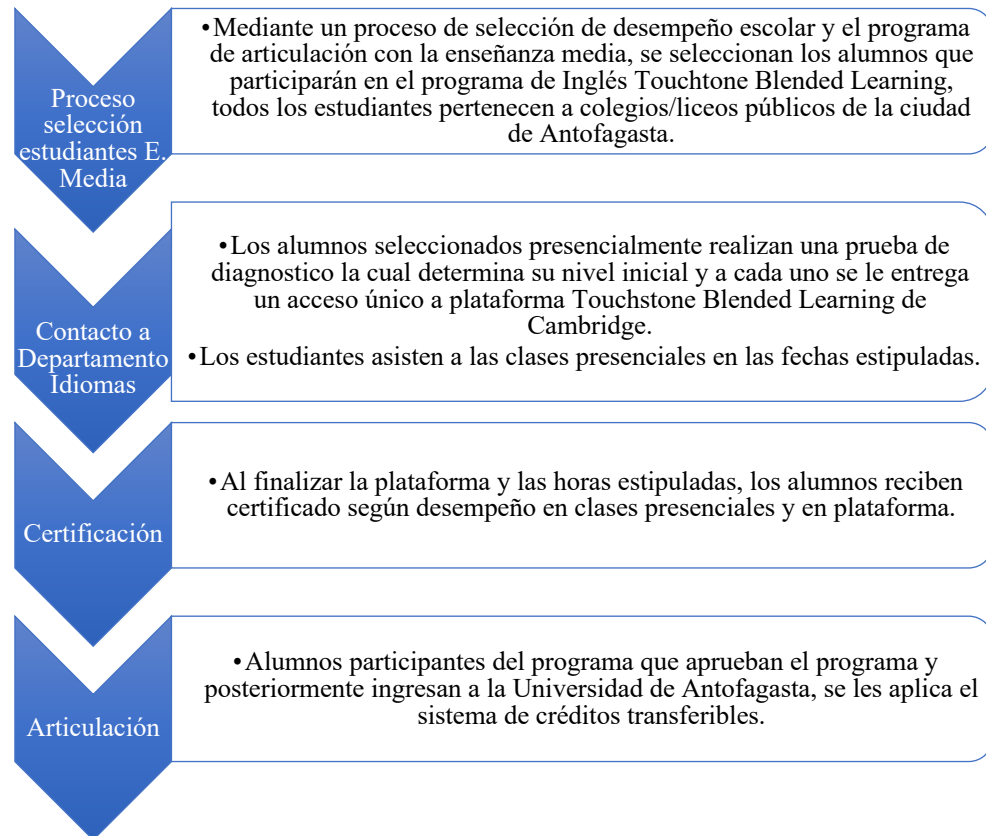 Proceso
selección
estudiantes E.
Media
•Mediante un proceso de selección de desempeño escolar y el programa
de articulación con la enseñanza media, se seleccionan los alumnos que
participarán en el programa de Inglés Touchtone Blended Learning,
todos los estudiantes pertenecen a colegios/liceos públicos de la ciudad
de Antofagasta.
Contacto a
Departamento
Idiomas
•Los alumnos seleccionados presencialmente realizan una prueba de
diagnostico la cual determina su nivel inicial y a cada uno se le entrega
un acceso único a plataforma Touchstone Blended Learning de
Cambridge.
•Los estudiantes asisten a las clases presenciales en las fechas estipuladas.
Certificación
•Al finalizar la plataforma y las horas estipuladas, los alumnos reciben
certificado según desempeño en clases presenciales y en plataforma.
Articulación
•Alumnos participantes del programa que aprueban el programa y
posteriormente ingresan a la Universidad de Antofagasta, se les aplica el
sistema de créditos transferibles.